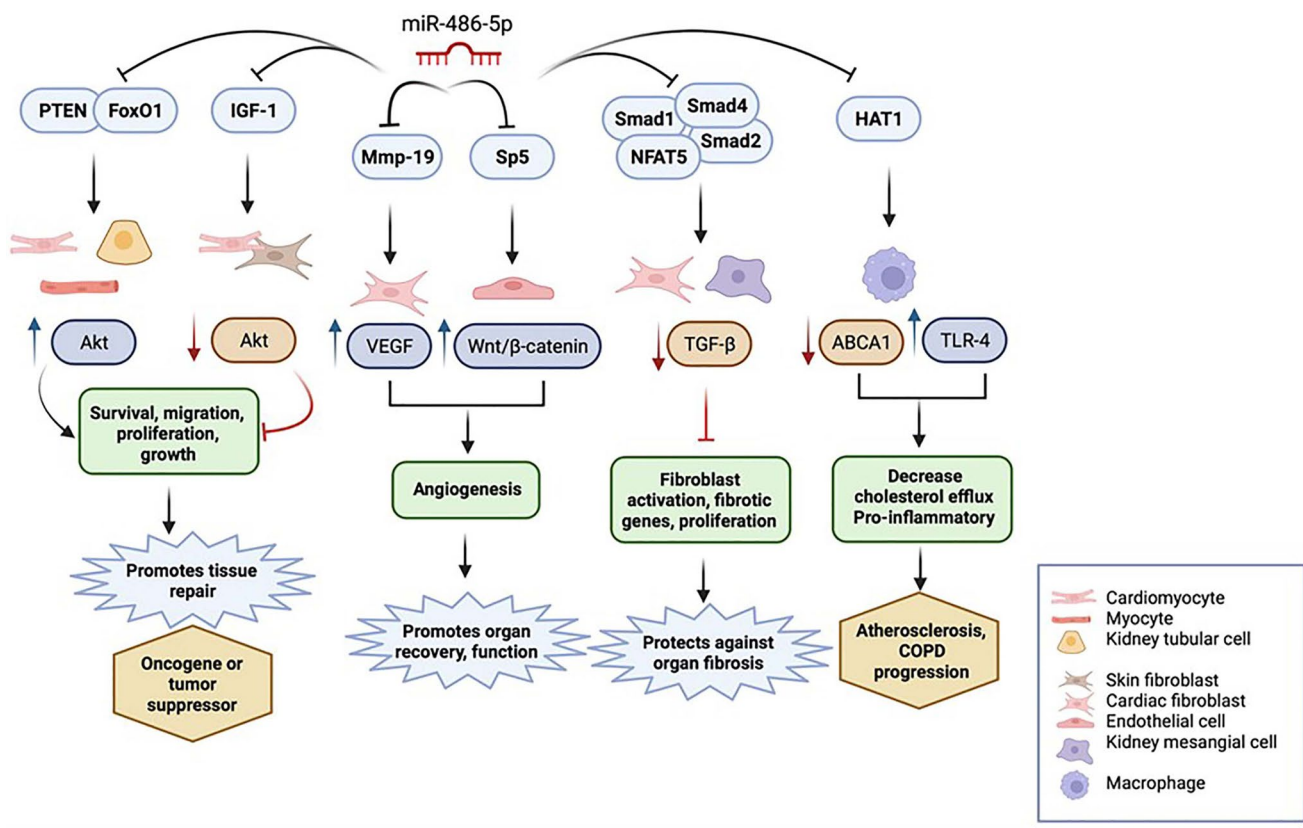 miR-486-5p
PTEN
FoxO1
IGF-1
Mmp-19
Sp5
Smad1
Smad4
Smad2
NFAT5
HAT1
Akt
Akt
VEGF
Wnt/β-catenin
TGF-β
ABCA1
TLR-4
Survival, migration,
proliferation,
growth
Angiogenesis
Fibroblast
activation, fibrotic
genes, proliferation
Decrease
cholesterol efflux
Pro-inflammatory
Promotes tissue
repair
Promotes organ
recovery, function
Protects against
organ fibrosis
Atherosclerosis,
COPD
progression
Oncogene or
tumor
suppressor
Cardiomyocyte
Myocyte
Kidney tubular cell
Skin fibroblast
Cardiac fibroblast
Endothelial cell
Kidney mesangial cell
Macrophage